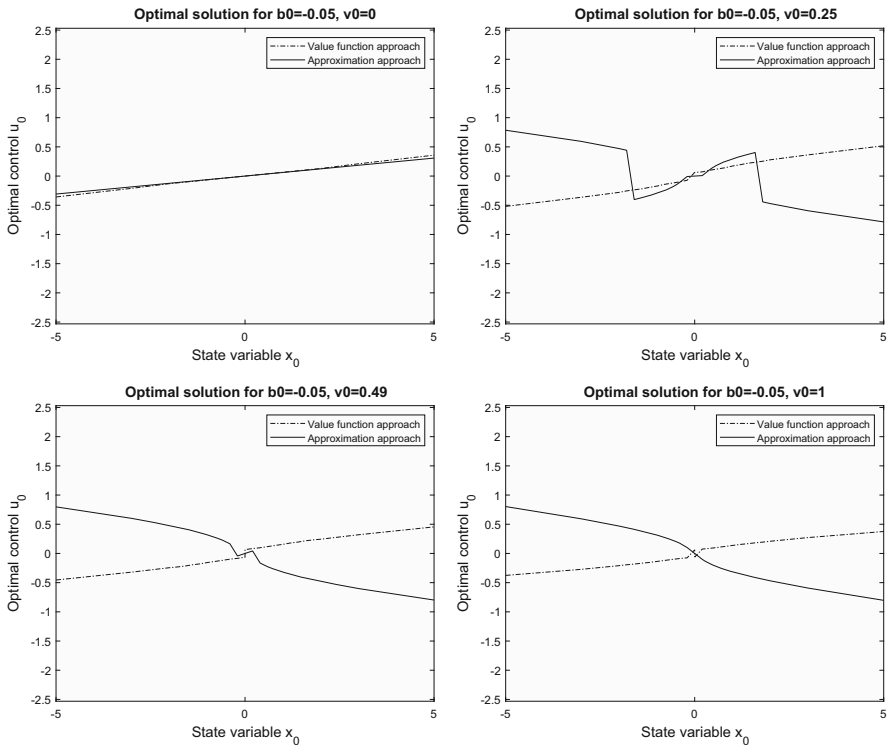 Optimal solution for b0=-0.05, v0=0
2.5
2
1.5
1
0.5
0
-0.5
-1
-1.5
-2
-2.5
Optimal control u0
Value function approach
Approximation approach
-5
0
5
State variable x0
Optimal solution for b0=-0.05, v0=0.25
2.5
2
1.5
1
0.5
0
-0.5
-1
-1.5
-2
-2.5
Optimal control u0
Value function approach
Approximation approach
-5
0
5
State variable x0
Optimal solution for b0=-0.05, v0=0.49
2.5
2
1.5
1
0.5
0
-0.5
-1
-1.5
-2
-2.5
Optimal control u0
Value function approach
Approximation approach
-5
0
5
State variable x0
Optimal solution for b0=-0.05, v0=1
2.5
2
1.5
1
0.5
0
-0.5
-1
-1.5
-2
-2.5
Optimal control u0
Value function approach
Approximation approach
-5
0
5
State variable x0